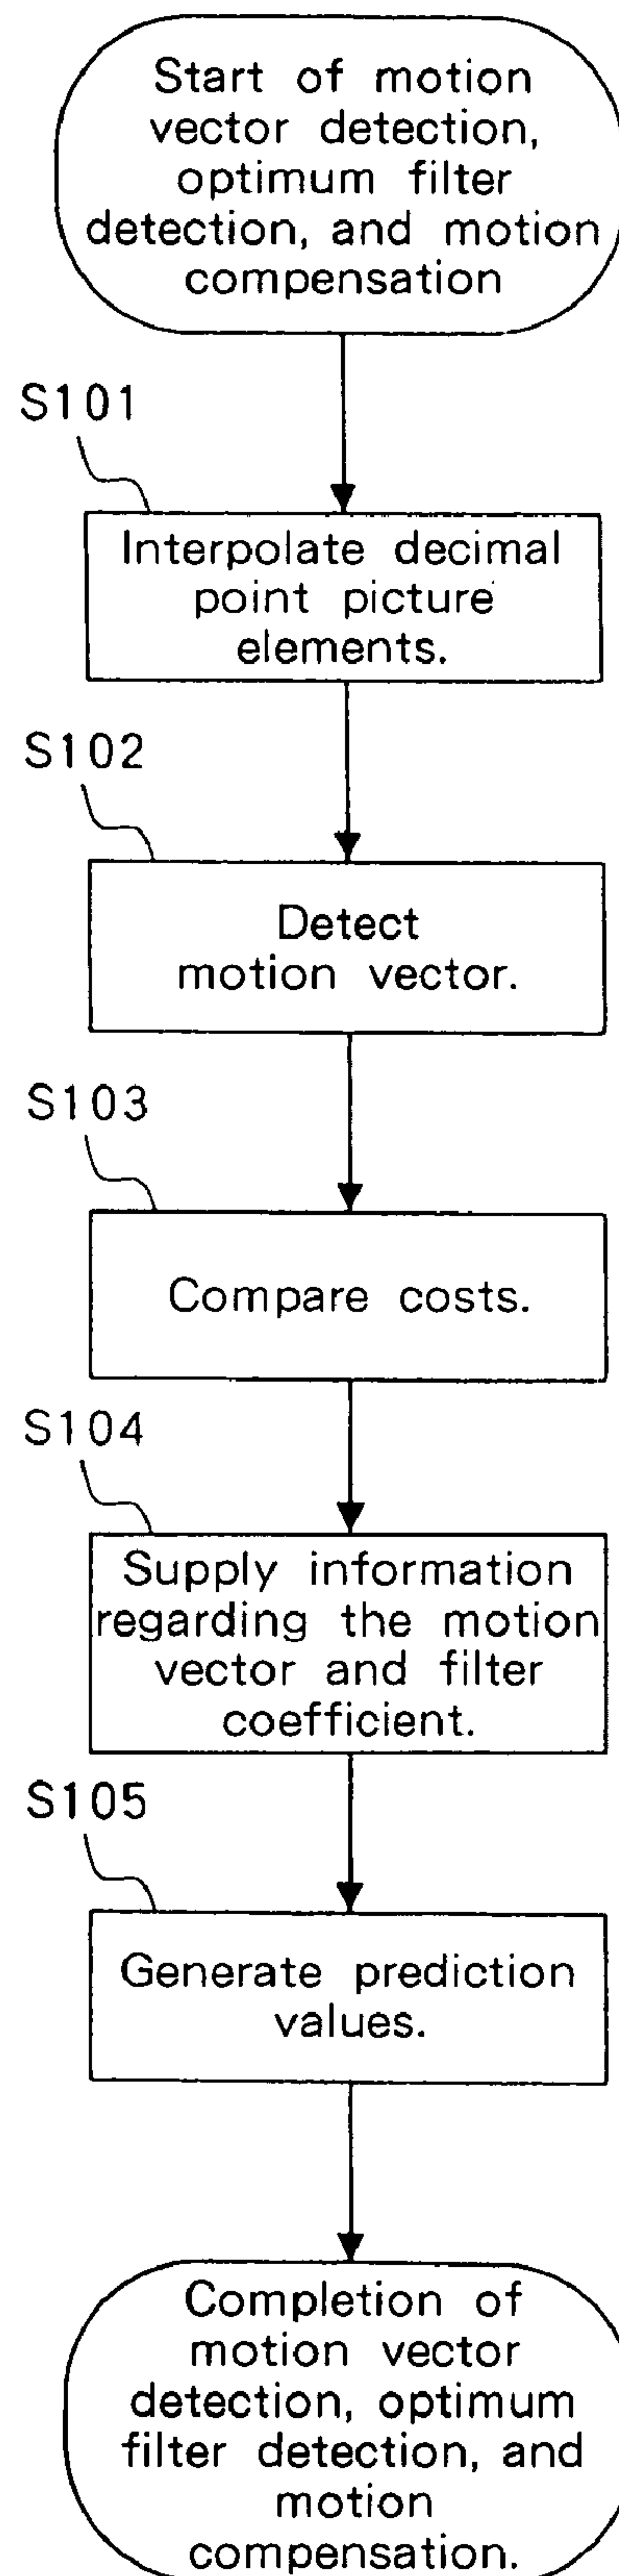 Start of motion
vector detection,
optimum filter
detection, and motion
compensation
S101
Interpolate decimal
point picture
elements.
S102
Detect
motion vector.
S103
Compare costs.
S104
Supply information
regarding the motion
vector and filter
coefficient.
S105
Generate prediction
values.
Completion of
motion vector
detection, optimum
filter detection, and
motion
compensation.